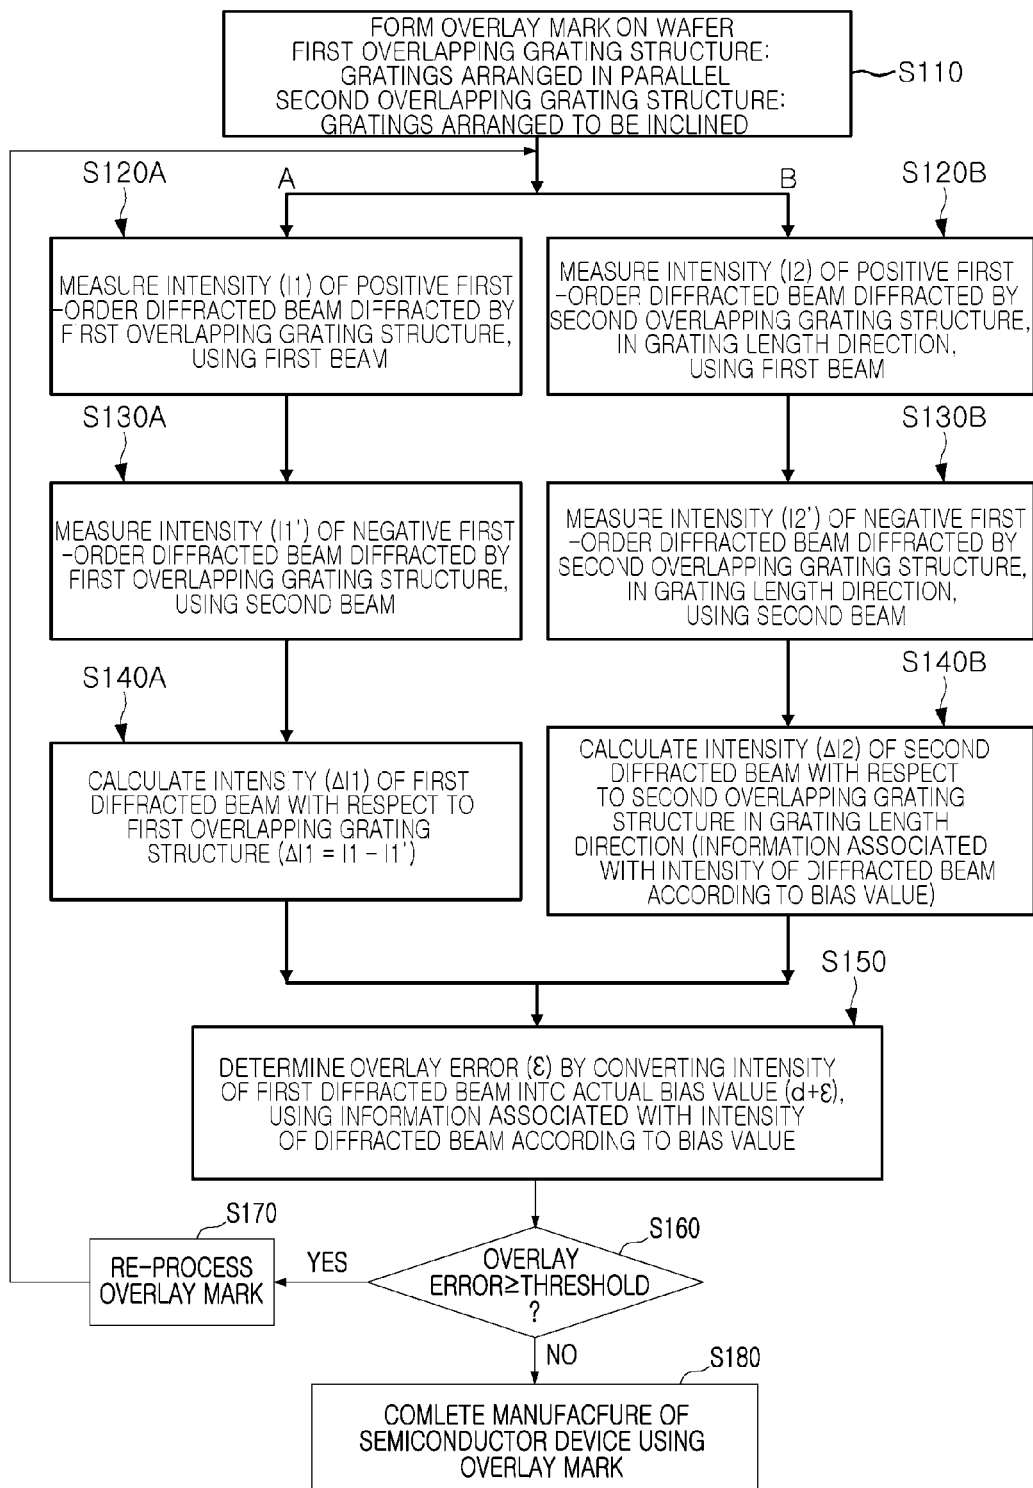 FORM OVERLAY MARK ON WAFER
FIRST OVERLAPPING GRATING STRUCTURE:
GRATINGS ARRANGED IN PARALLEL
SECOND OVERLAPPING GRATING STRUCTURE:
GRATINGS ARRANGED TO BE INCLINED
S110
S120A
A
B
S120B
MEASURE INTENSITY (I1) OF POSITIVE FIRST
-ORDER DIFFRACTED BEAM DIFFRACTED BY
FIRST OVERLAPPING GRATING STRUCTURE,
USING FIRST BEAM
MEASURE INTENSITY (I2) OF POSITIVE FIRST
-ORDER DIFFRACTED BEAM DIFFRACTED BY
SECOND OVERLAPPING GRATING STRUCTURE,
IN GRATING LENGTH DIRECTION,
USING FIRST BEAM
S130A
S130B
MEASURE INTENSITY (I1') OF NEGATIVE FIRST
-ORDER DIFFRACTED BEAM DIFFRACTED BY
FIRST OVERLAPPING GRATING STRUCTURE,
USING SECOND BEAM
MEASURE INTENSITY (I2') OF NEGATIVE FIRST
-ORDER DIFFRACTED BEAM DIFFRACTED BY
SECOND OVERLAPPING GRATING STRUCTURE,
IN GRATING LENGTH DIRECTION,
USING SECOND BEAM
S140A
S140B
CALCULATE INTENSITY (ΔI1) OF FIRST
DIFFRACTED BEAM WITH RESPECT TO
FIRST OVERLAPPING GRATING
STRUCTURE (ΔI1 = I1 - I1')
CALCULATE INTENSITY (ΔI2) OF SECOND
DIFFRACTED BEAM WITH RESPECT
TO SECOND OVERLAPPING GRATING
STRUCTURE IN GRATING LENGTH
DIRECTION (INFORMATION ASSOCIATED
WITH INTENSITY OF DIFFRACTED BEAM
ACCORDING TO BIAS VALUE)
S150
DETERMINE OVERLAY ERROR (ε) BY CONVERTING INTENSITY
OF FIRST DIFFRACTED BEAM INTO ACTUAL BIAS VALUE (d+ε),
USING INFORMATION ASSOCIATED WITH INTENSITY
OF DIFFRACTED BEAM ACCORDING TO BIAS VALUE
S170
S160
RE-PROCESS
OVERLAY MARK
YES
OVERLAY
ERROR≥THRESHOLD
?
NO
S180
COMLETE MANUFACFURE OF
SEMICONDUCTOR DEVICE USING
OVERLAY MARK